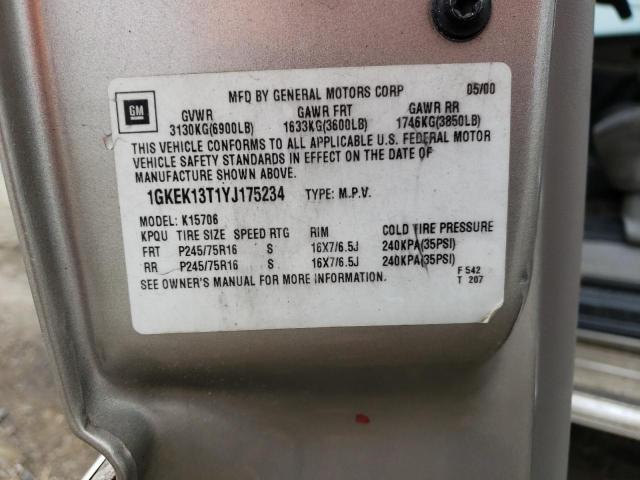 GM
MFD BY GENERAL MOTORS CORP 05/00
GVWR GAWR FRT GAWR RR
3130KG(6900LB) 1633KG(3600LB) 1746KG(3850LB)
THIS VEHICLE CONFORMS TO ALL APPLICABLE U.S. FEDERAL MOTOR
VEHICLE SAFETY STANDARDS IN EFFECT ON THE DATE OF
MANUFACTURE SHOWN ABOVE.
1GKEK13T1YJ175234 TYPE: M.P.V.
MODEL: K15706
KPQU TIRE SIZE SPEED RTG RIM COLD TIRE PRESSURE
FRT P245/75R16 S 16X7/6.5J 240KPA(35PSI)
RR P245/75R16 S 16X7/6.5J 240KPA(35PSI)
SEE OWNER'S MANUAL FOR MORE INFORMATION. F 542
T 207